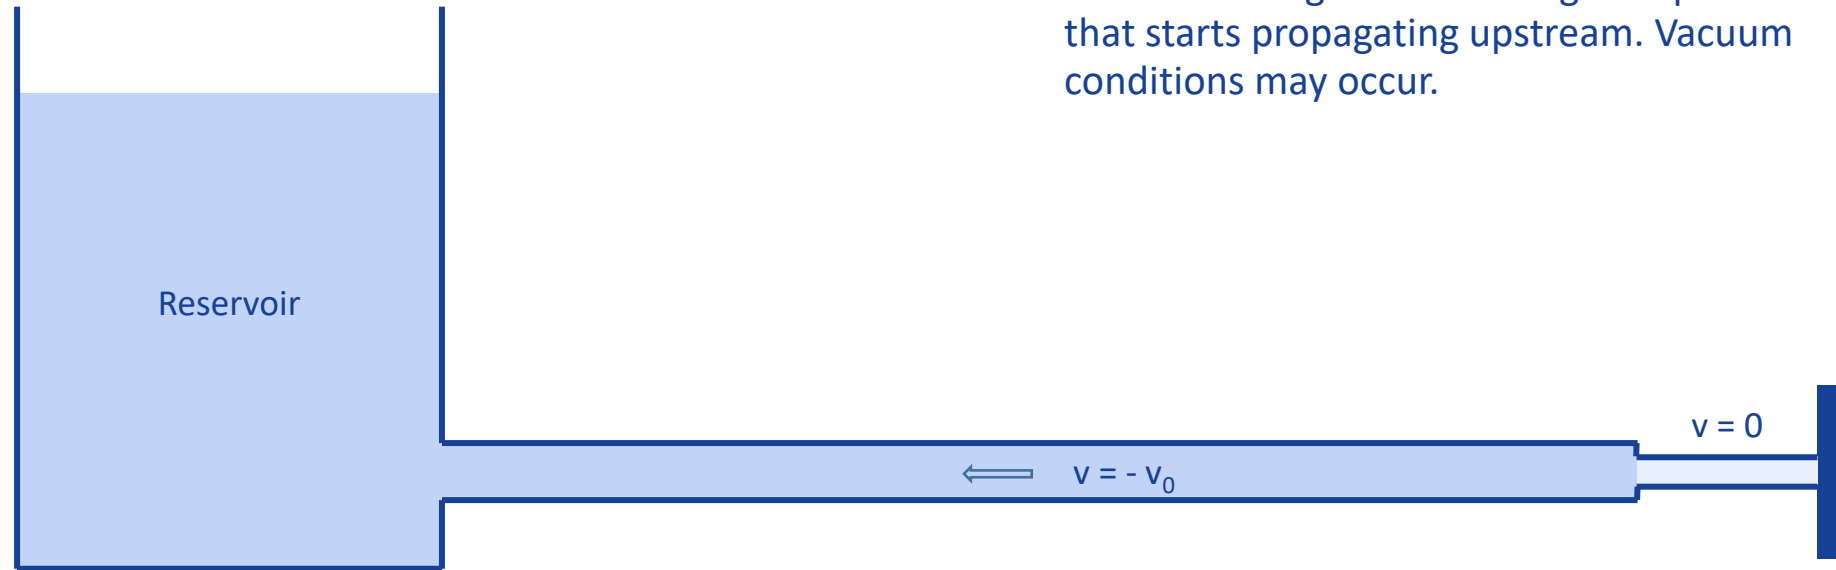 that starts propagating upstream. Vacuum
conditions may occur.
Reservoir
v = 0
v = - v₀